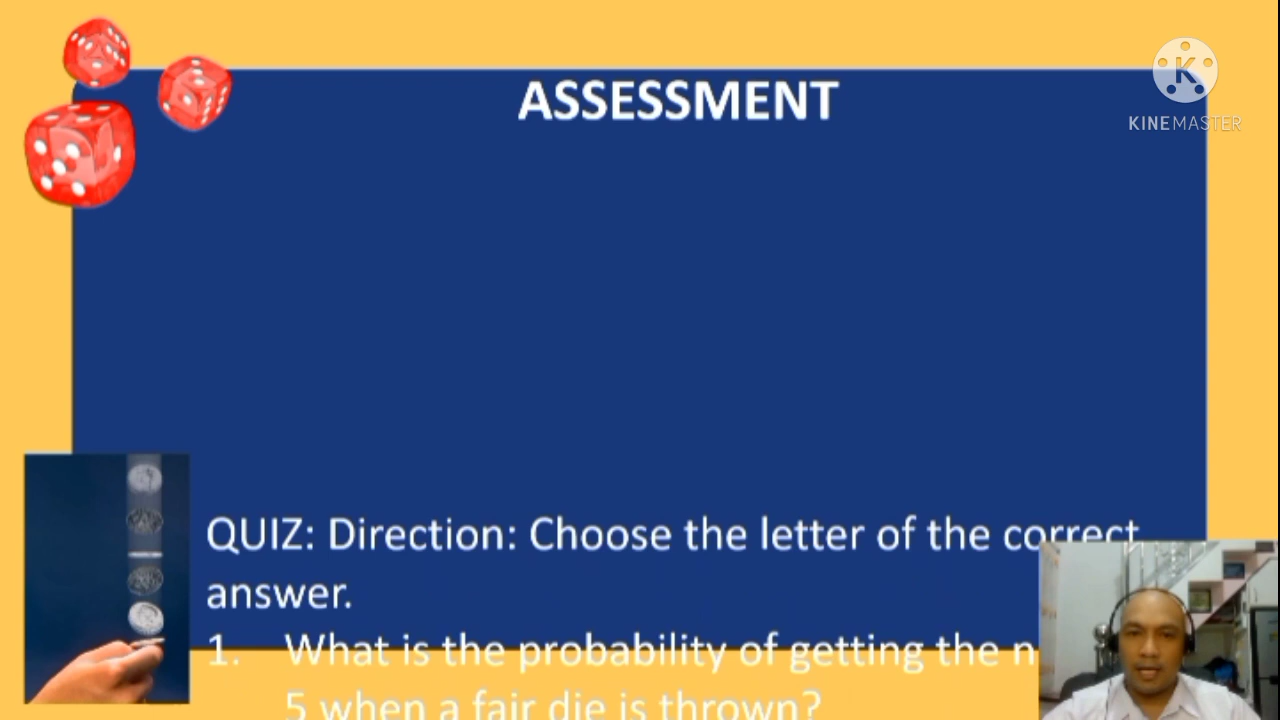 ASSESSMENT
KINEMASTER
QUIZ: Direction: Choose the letter of the correct
answer.
1. What is the probability of getting the
5 when a fair die is thrown?